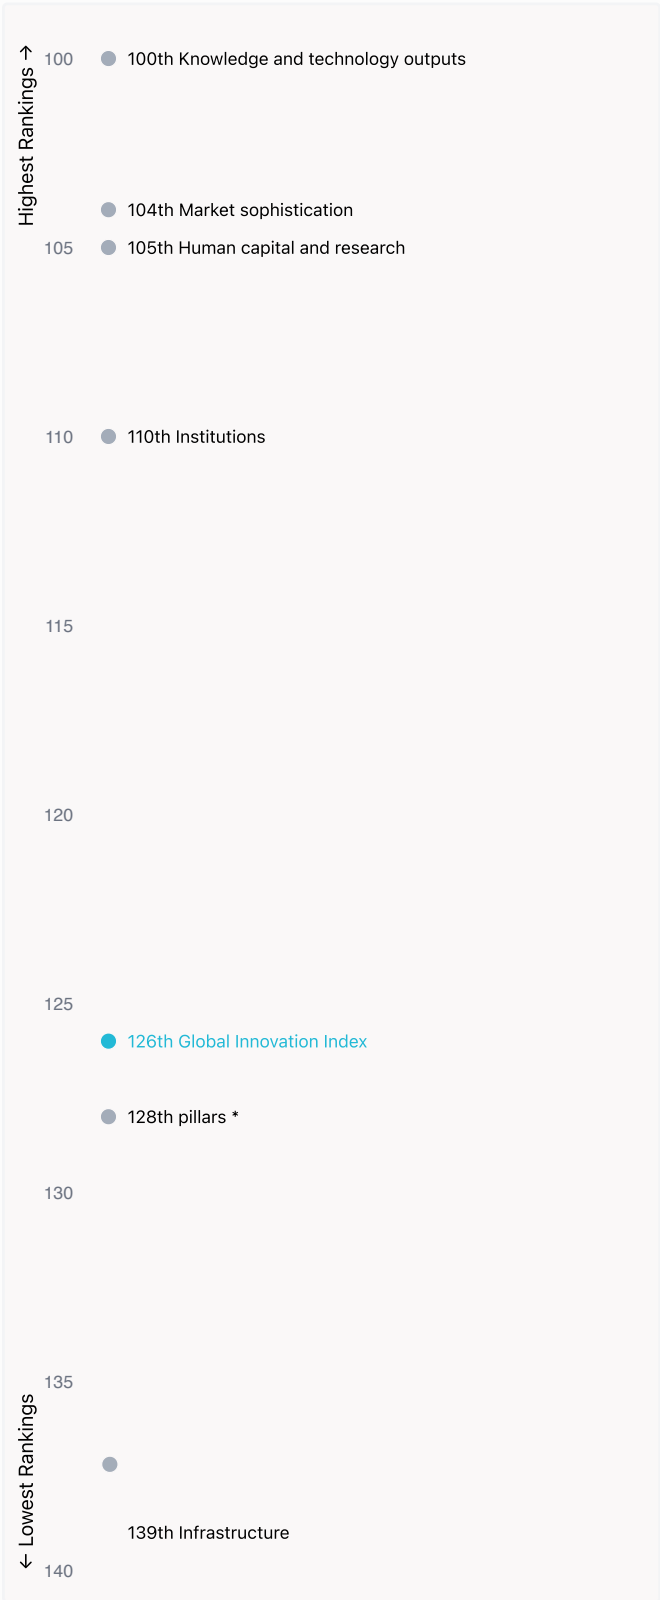 Highest Rankings →
100
100th Knowledge and technology outputs
104th Market sophistication
105
105th Human capital and research
110
110th Institutions
115
120
125
126th Global Innovation Index
128th pillars *
130
135
← Lowest Rankings
139th Infrastructure
140